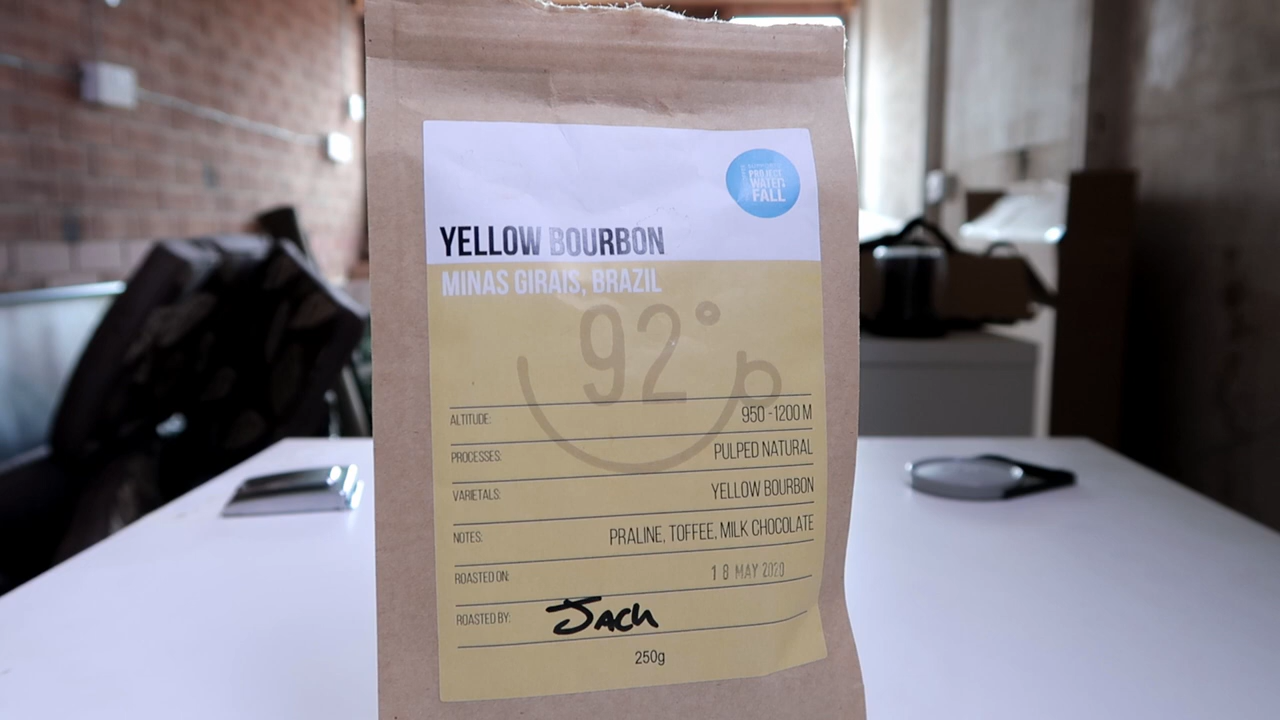 PROJECT
WATER
FALL
YELLOW BOURBON
MINAS GIRAIS, BRAZIL
92°
ALTITUDE: 950 -1200 M
PROCESSES: PULPED NATURAL
VARIETALS: YELLOW BOURBON
NOTES: PRALINE, TOFFEE, MILK CHOCOLATE
ROASTED ON: 18 MAY 2020
ROASTED BY: JACK
250g